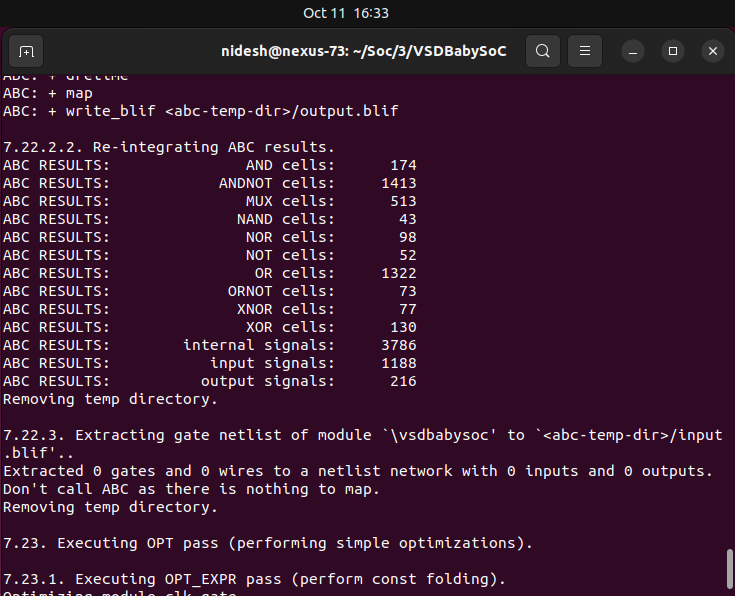 Oct 11 16:33
nidesh@nexus-73: ~/Soc/3/VSDBabySoC
ABC: + dretime
ABC: + map
ABC: + write_blif <abc-temp-dir>/output.blif
7.22.2.2. Re-integrating ABC results.
ABC RESULTS: AND cells: 174
ABC RESULTS: ANDNOT cells: 1413
ABC RESULTS: MUX cells: 513
ABC RESULTS: NAND cells: 43
ABC RESULTS: NOR cells: 98
ABC RESULTS: NOT cells: 52
ABC RESULTS: OR cells: 1322
ABC RESULTS: ORNOT cells: 73
ABC RESULTS: XNOR cells: 77
ABC RESULTS: XOR cells: 130
ABC RESULTS: internal signals: 3786
ABC RESULTS: input signals: 1188
ABC RESULTS: output signals: 216
Removing temp directory.
7.22.3. Extracting gate netlist of module `\vsdbabysoc' to `<abc-temp-dir>/input
.blif'..
Extracted 0 gates and 0 wires to a netlist network with 0 inputs and 0 outputs.
Don't call ABC as there is nothing to map.
Removing temp directory.
7.23. Executing OPT pass (performing simple optimizations).
7.23.1. Executing OPT_EXPR pass (perform const folding).
Optimizing module clk_gate.